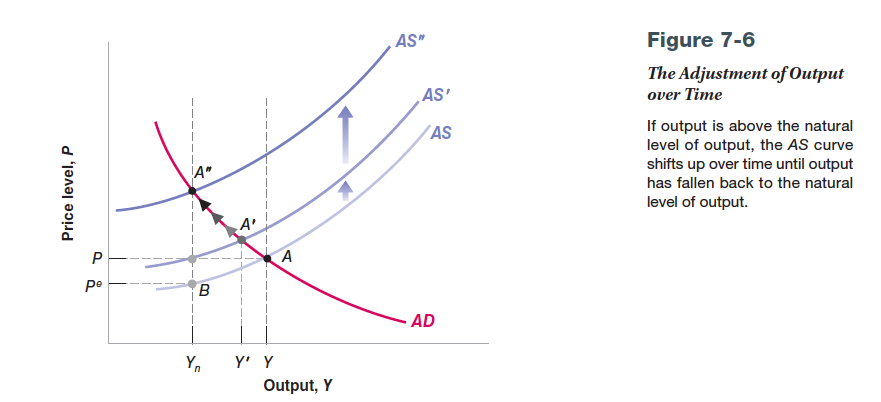 AS"
AS'
AS
Price level, P
A"
A'
P
A
Pᵉ
B
AD
Yₙ Y' Y
Output, Y
Figure 7-6
The Adjustment of Output
over Time
If output is above the natural
level of output, the AS curve
shifts up over time until output
has fallen back to the natural
level of output.